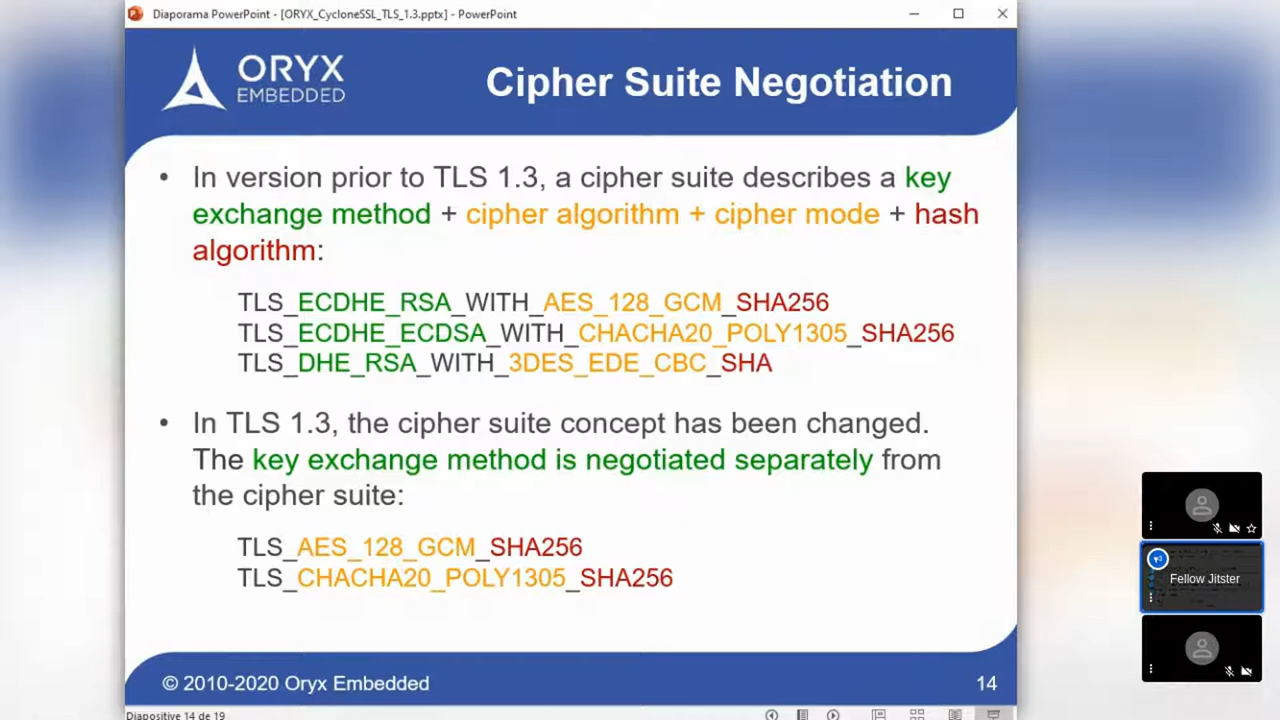 Diaporama PowerPoint - [ORYX_CycloneSSL_TLS_1.3.pptx] - PowerPoint
ORYX
EMBEDDED
Cipher Suite Negotiation
• In version prior to TLS 1.3, a cipher suite describes a key
exchange method + cipher algorithm + cipher mode + hash
algorithm:
TLS_ECDHE_RSA_WITH_AES_128_GCM_SHA256
TLS_ECDHE_ECDSA_WITH_CHACHA20_POLY1305_SHA256
TLS_DHE_RSA_WITH_3DES_EDE_CBC_SHA
• In TLS 1.3, the cipher suite concept has been changed.
The key exchange method is negotiated separately from
the cipher suite:
TLS_AES_128_GCM_SHA256
TLS_CHACHA20_POLY1305_SHA256
Fellow Jitster
© 2010-2020 Oryx Embedded
14
Diapositive 14 de 19